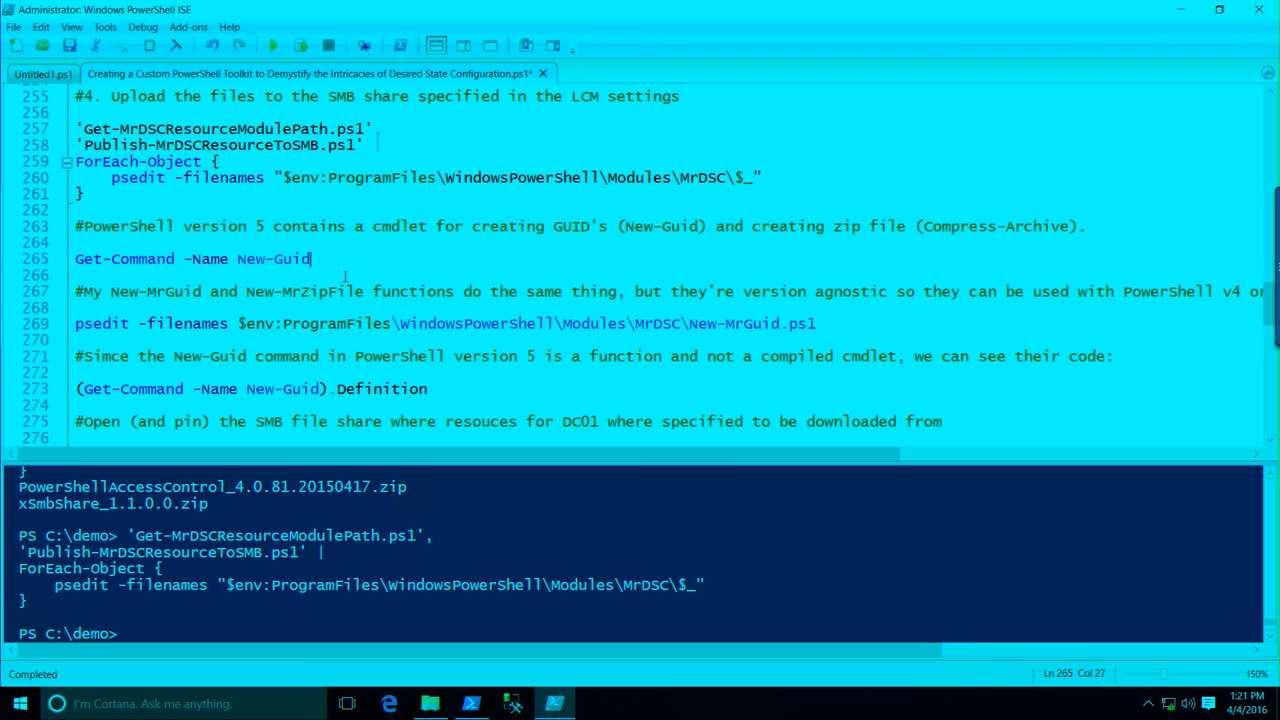 Administrator: Windows PowerShell ISE
File Edit View Tools Debug Add-ons Help
Untitled1.ps1 Creating a Custom PowerShell Toolkit to Demystify the Intricacies of Desired State Configuration.ps1*
255 #4. Upload the files to the SMB share specified in the LCM settings
256
257 'Get-MrDSCResourceModulePath.ps1',
258 'Publish-MrDSCResourceToSMB.ps1' |
259 ForEach-Object {
260 psedit -filenames "$env:ProgramFiles\WindowsPowerShell\Modules\MrDSC\$_"
261 }
262
263 #PowerShell version 5 contains a cmdlet for creating GUID's (New-Guid) and creating zip file (Compress-Archive).
264
265 Get-Command -Name New-Guid
266
267 #My New-MrGuid and New-MrZipFile functions do the same thing, but they're version agnostic so they can be used with PowerShell v4 or
268
269 psedit -filenames $env:ProgramFiles\WindowsPowerShell\Modules\MrDSC\New-MrGuid.ps1
270
271 #Simce the New-Guid command in PowerShell version 5 is a function and not a compiled cmdlet, we can see their code:
272
273 (Get-Command -Name New-Guid).Definition
274
275 #Open (and pin) the SMB file share where resouces for DC01 where specified to be downloaded from
276
}
PowerShellAccessControl_4.0.81.20150417.zip
xSmbShare_1.1.0.0.zip
PS C:\demo> 'Get-MrDSCResourceModulePath.ps1',
'Publish-MrDSCResourceToSMB.ps1' |
ForEach-Object {
psedit -filenames "$env:ProgramFiles\WindowsPowerShell\Modules\MrDSC\$_"
}
PS C:\demo>
Completed Ln 265 Col 27 150%
I'm Cortana. Ask me anything. 1:21 PM
4/4/2016